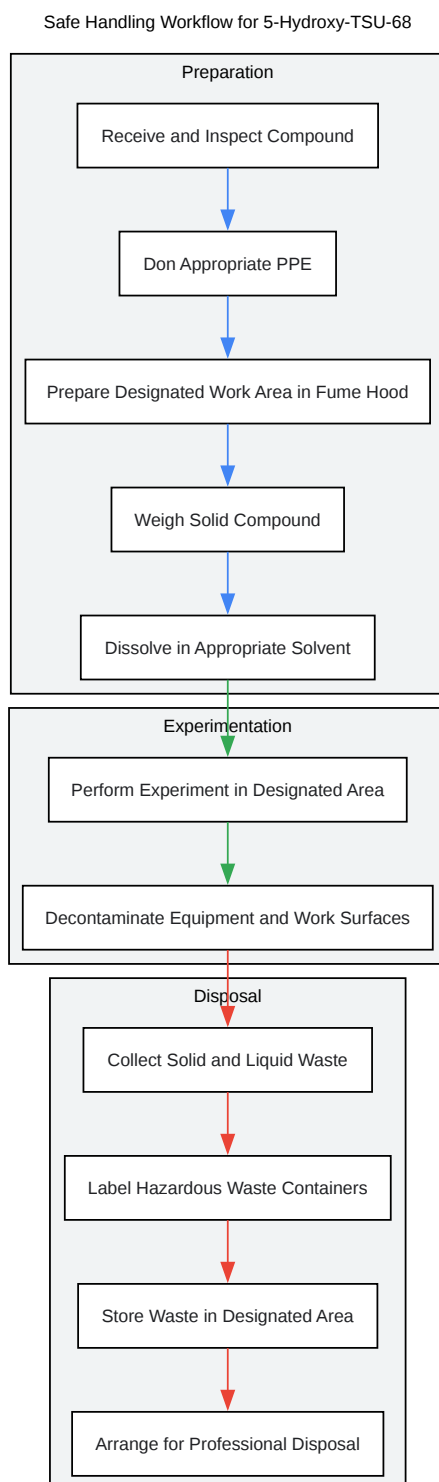 Safe Handling Workflow for 5-Hydroxy-TSU-68
Preparation
Receive and Inspect Compound
Don Appropriate PPE
Prepare Designated Work Area in Fume Hood
Weigh Solid Compound
Dissolve in Appropriate Solvent
Experimentation
Perform Experiment in Designated Area
Decontaminate Equipment and Work Surfaces
Disposal
Collect Solid and Liquid Waste
Label Hazardous Waste Containers
Store Waste in Designated Area
Arrange for Professional Disposal